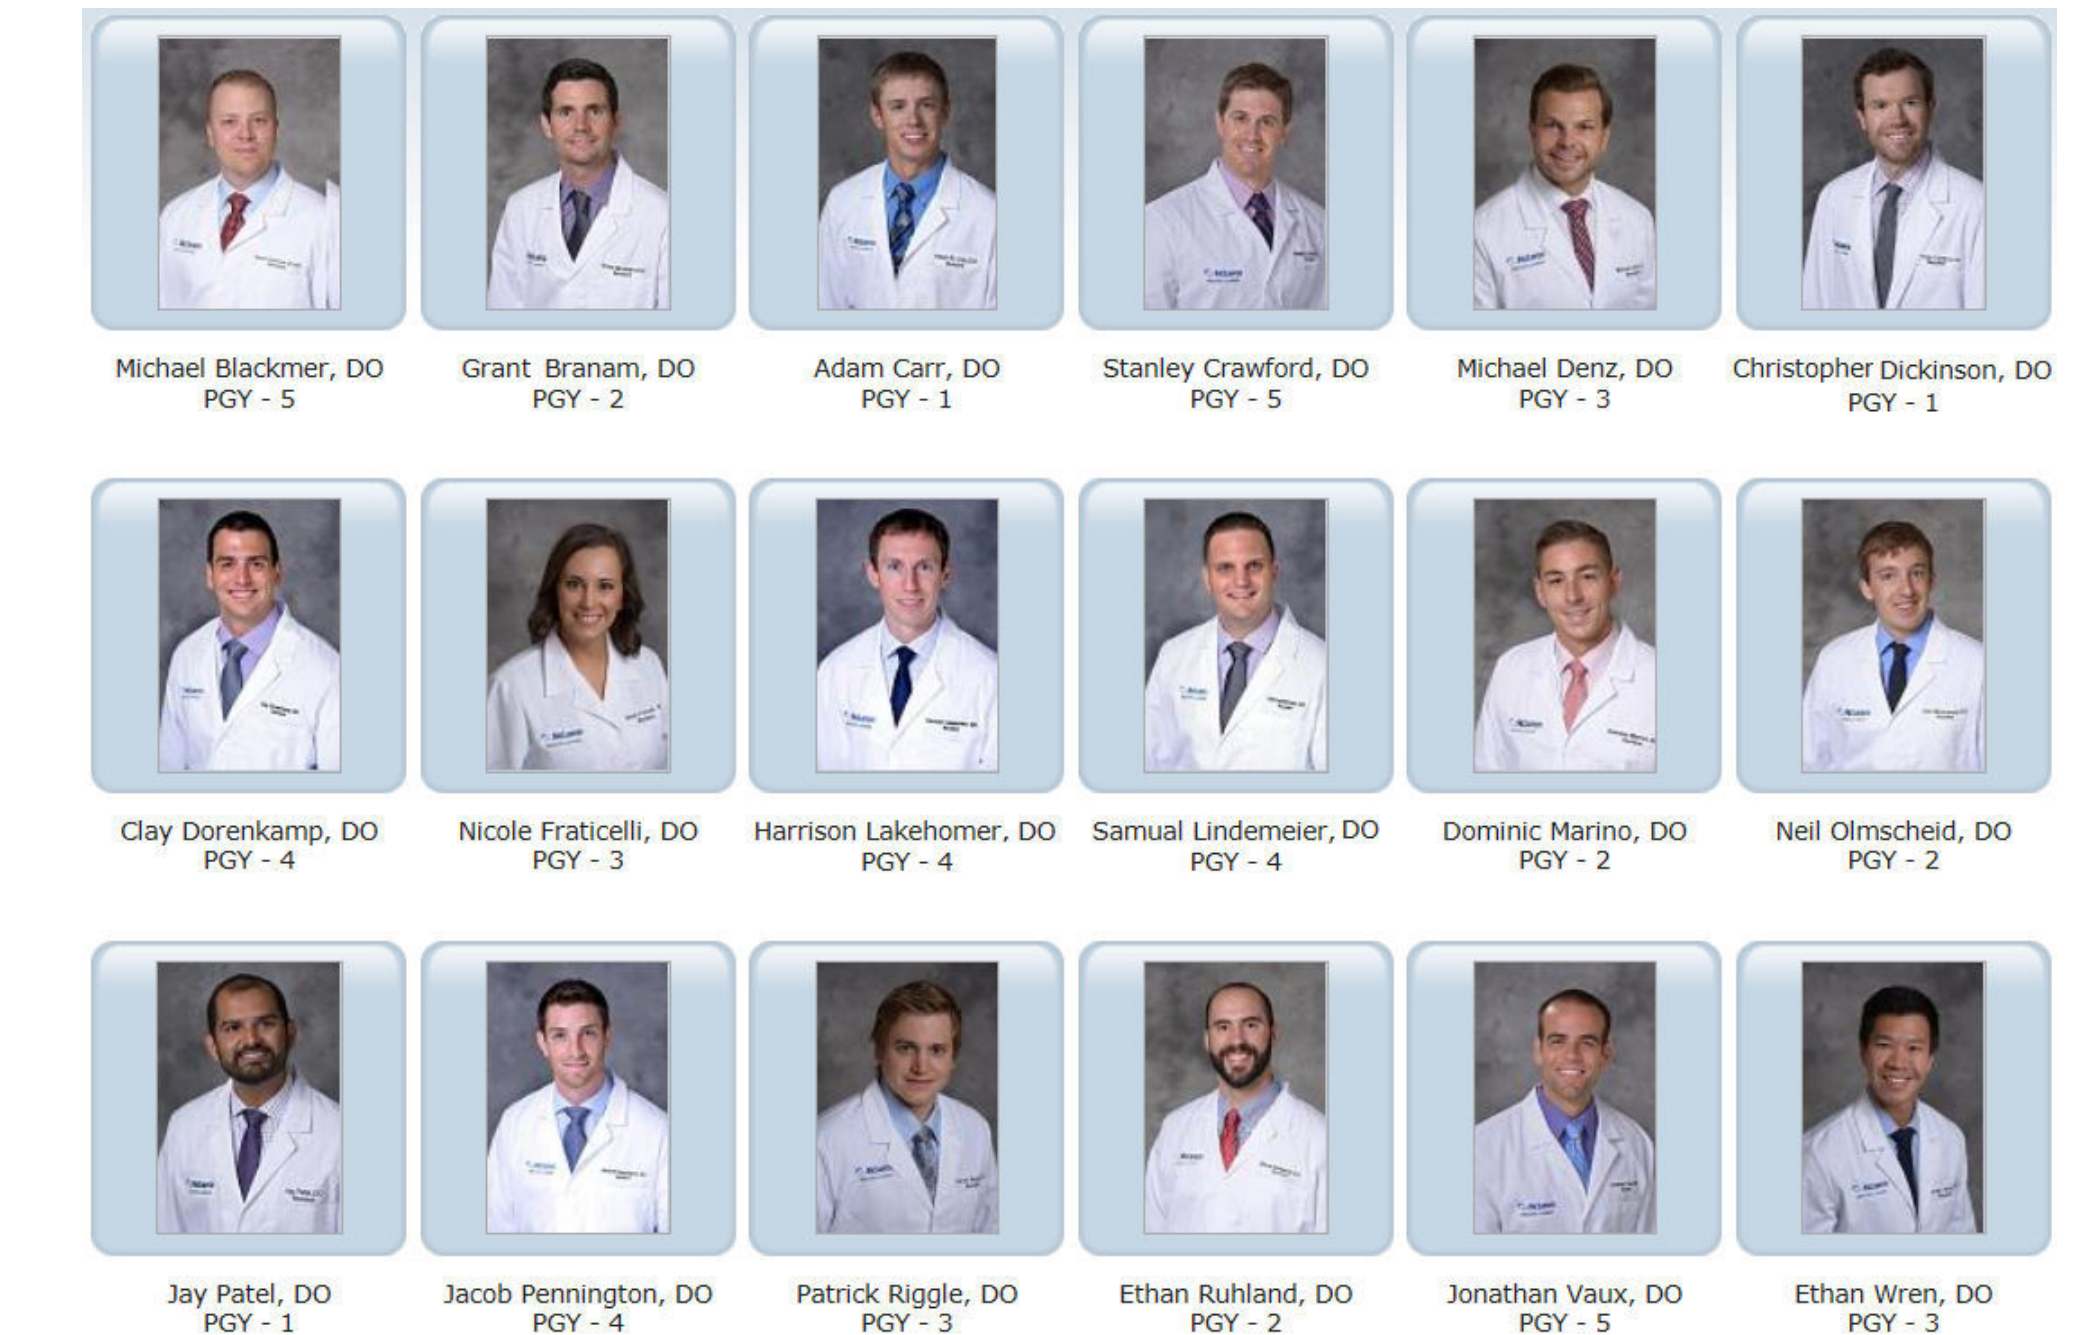 Michael Blackmer, DO
PGY - 5
Grant Branam, DO
PGY - 2
Adam Carr, DO
PGY - 1
Stanley Crawford, DO
PGY - 5
Michael Denz, DO
PGY - 3
Christopher Dickinson, DO
PGY - 1
Clay Dorenkamp, DO
PGY - 4
Nicole Fraticelli, DO
PGY - 3
Harrison Lakehomer, DO
PGY - 4
Samual Lindemeier, DO
PGY - 4
Dominic Marino, DO
PGY - 2
Neil Olmscheid, DO
PGY - 2
Jay Patel, DO
PGY - 1
Jacob Pennington, DO
PGY - 4
Patrick Riggle, DO
PGY - 3
Ethan Ruhland, DO
PGY - 2
Jonathan Vaux, DO
PGY - 5
Ethan Wren, DO
PGY - 3